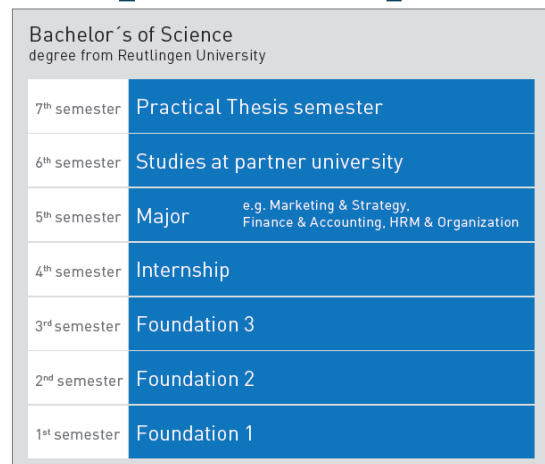 Bachelor´s of Science
degree from Reutlingen University
7th semester Practical Thesis semester
6th semester Studies at partner university
5th semester Major e.g. Marketing & Strategy,
Finance & Accounting, HRM & Organization
4th semester Internship
3rd semester Foundation 3
2nd semester Foundation 2
1st semester Foundation 1